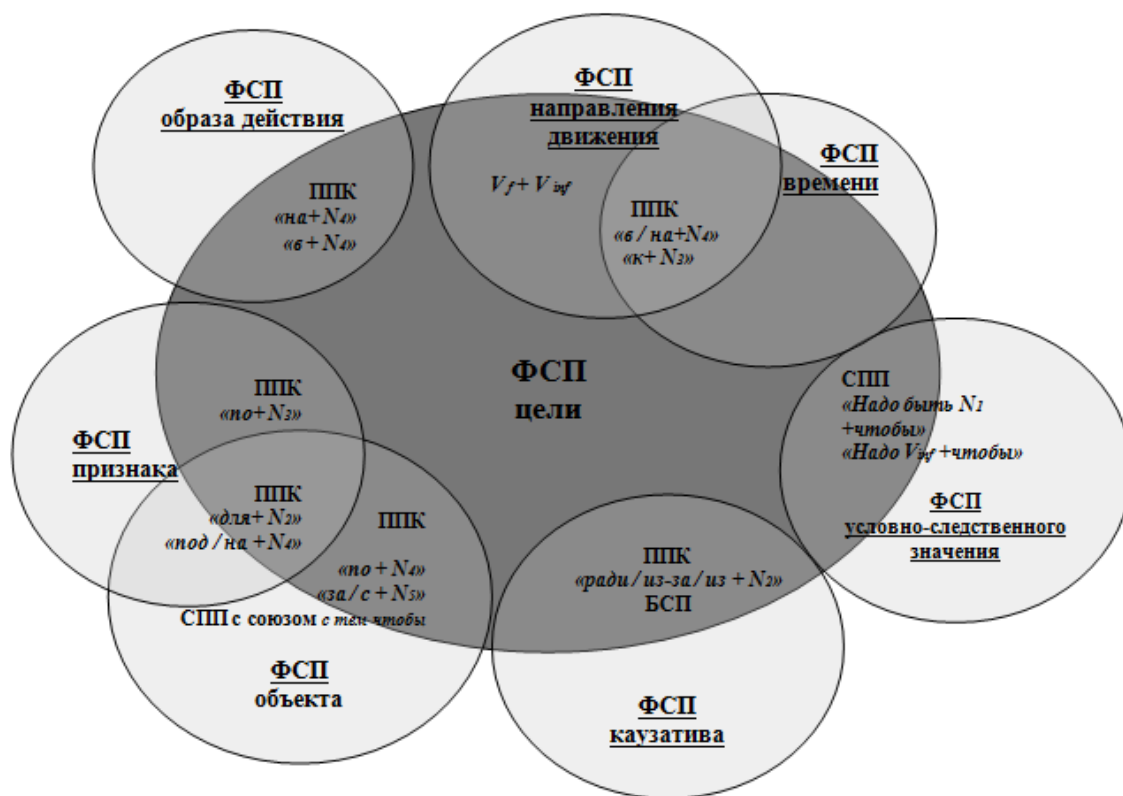 ФСП
образа действия
ППК
«на+N4»
«в+N4»
ФСП
направления
движения
Vf + Vinf
ФСП
времени
ППК
«в/на+N4»
«к+N3»
ФСП
цели
ППК
«по+N3»
ФСП
признака
ППК
«для+N2»
«под/на+N4»
ППК
«по+N4»
«за/с+N5»
СПП с союзом с тем чтобы
ФСП
объекта
ППК
«ради/из-за/из+N2»
БСП
ФСП
каузатива
СПП
«Надо быть N1
+чтобы»
«Надо Vinf +чтобы»
ФСП
условно-следственного
значения